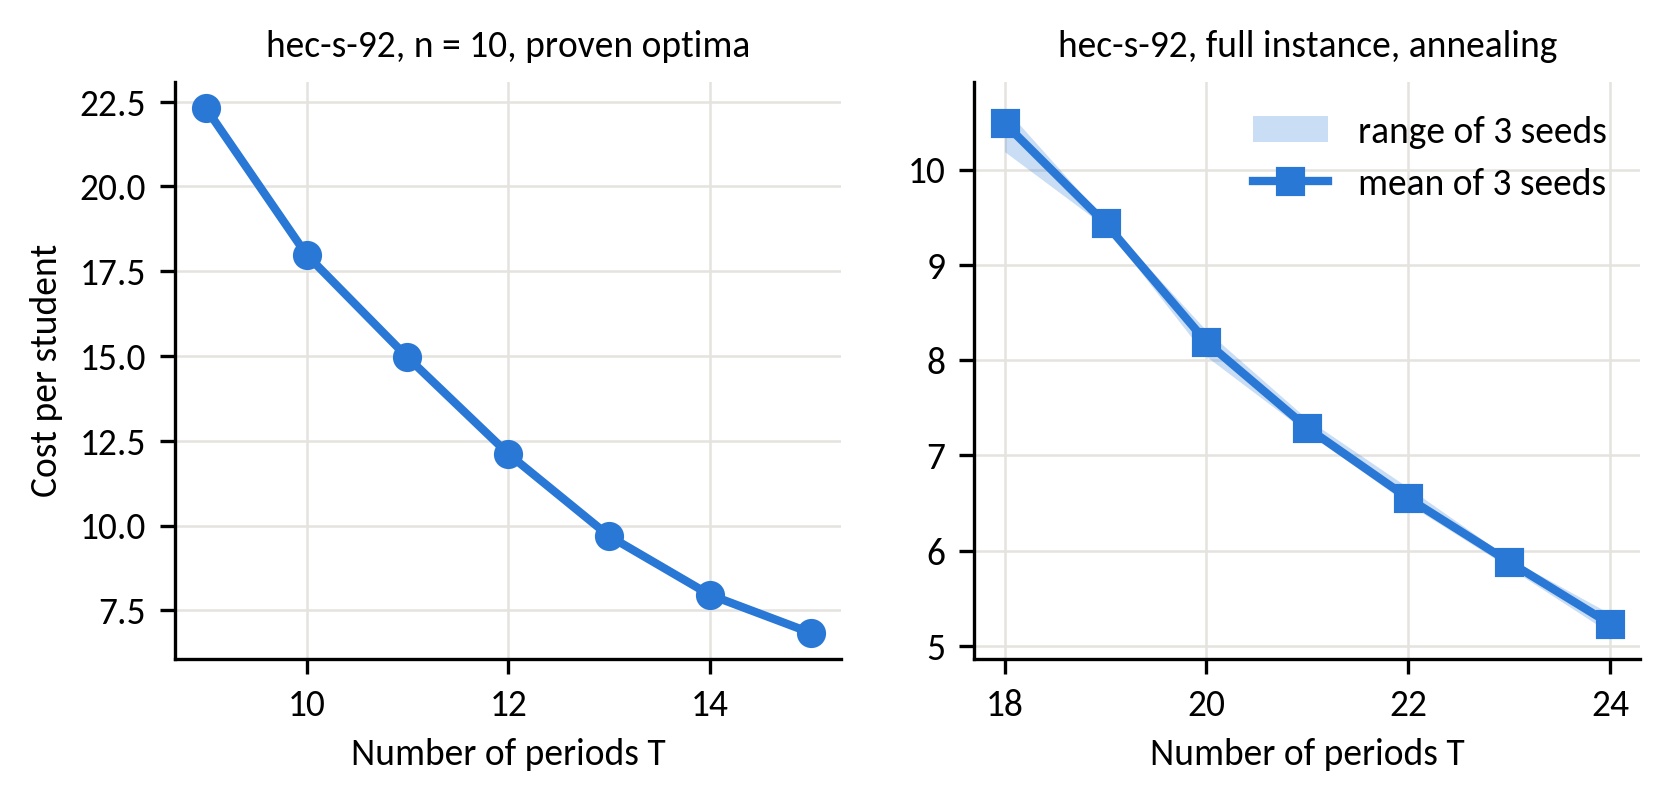 hec-s-92, n = 10, proven optima
22.5
20.0
17.5
15.0
12.5
10.0
7.5
Cost per student
10 12 14
Number of periods T
hec-s-92, full instance, annealing
range of 3 seeds
mean of 3 seeds
10
9
8
7
6
5
18 20 22 24
Number of periods T